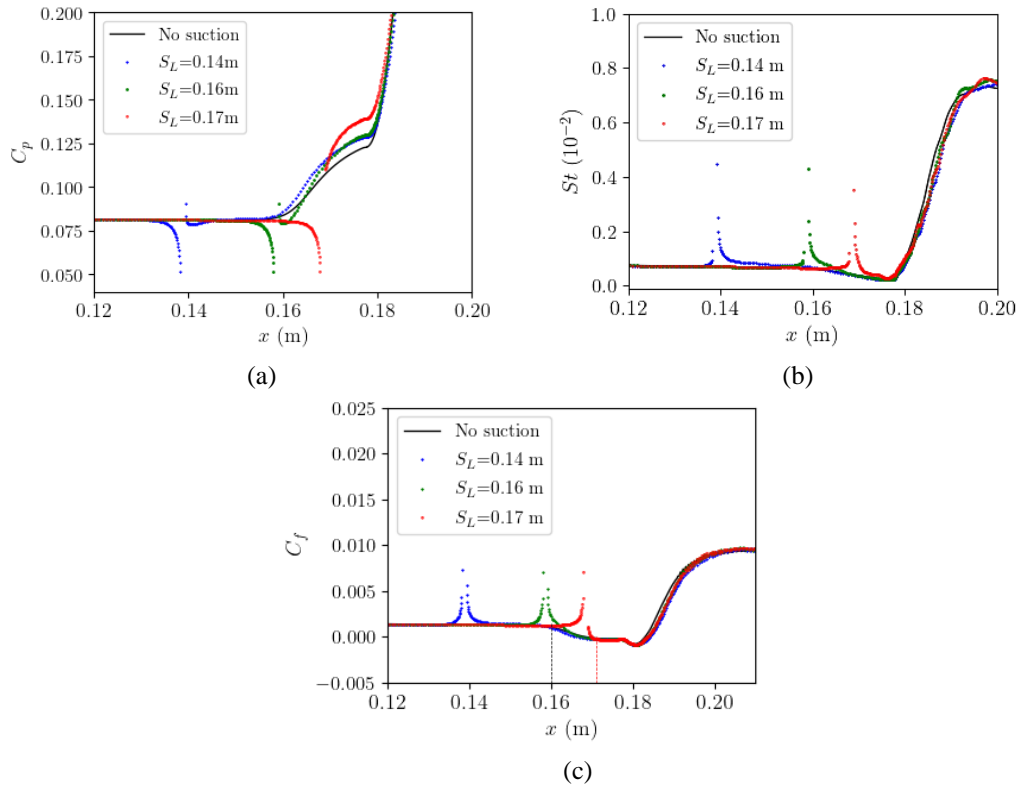 0.200
0.175
0.150
0.125
0.100
0.075
0.050
C_p
No suction
S_L=0.14m
S_L=0.16m
S_L=0.17m
0.12 0.14 0.16 0.18 0.20
x (m)
(a)
1.0
0.8
0.6
0.4
0.2
0.0
St (10^{-2})
No suction
S_L=0.14 m
S_L=0.16 m
S_L=0.17 m
0.12 0.14 0.16 0.18 0.20
x (m)
(b)
0.025
0.020
0.015
0.010
0.005
0.000
−0.005
C_f
No suction
S_L=0.14 m
S_L=0.16 m
S_L=0.17 m
0.12 0.14 0.16 0.18 0.20
x (m)
(c)